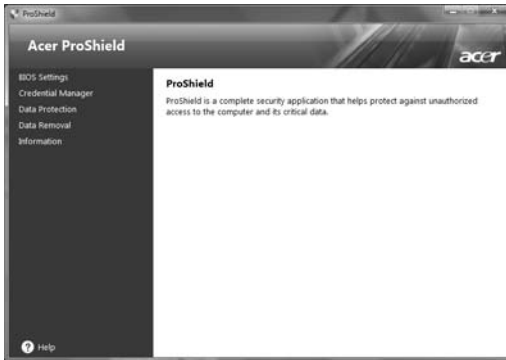 ProShield
Acer ProShield
acer
BIOS Settings
Credential Manager
Data Protection
Data Removal
Information
ProShield
ProShield is a complete security application that helps protect against unauthorized
access to the computer and its critical data.
? Help